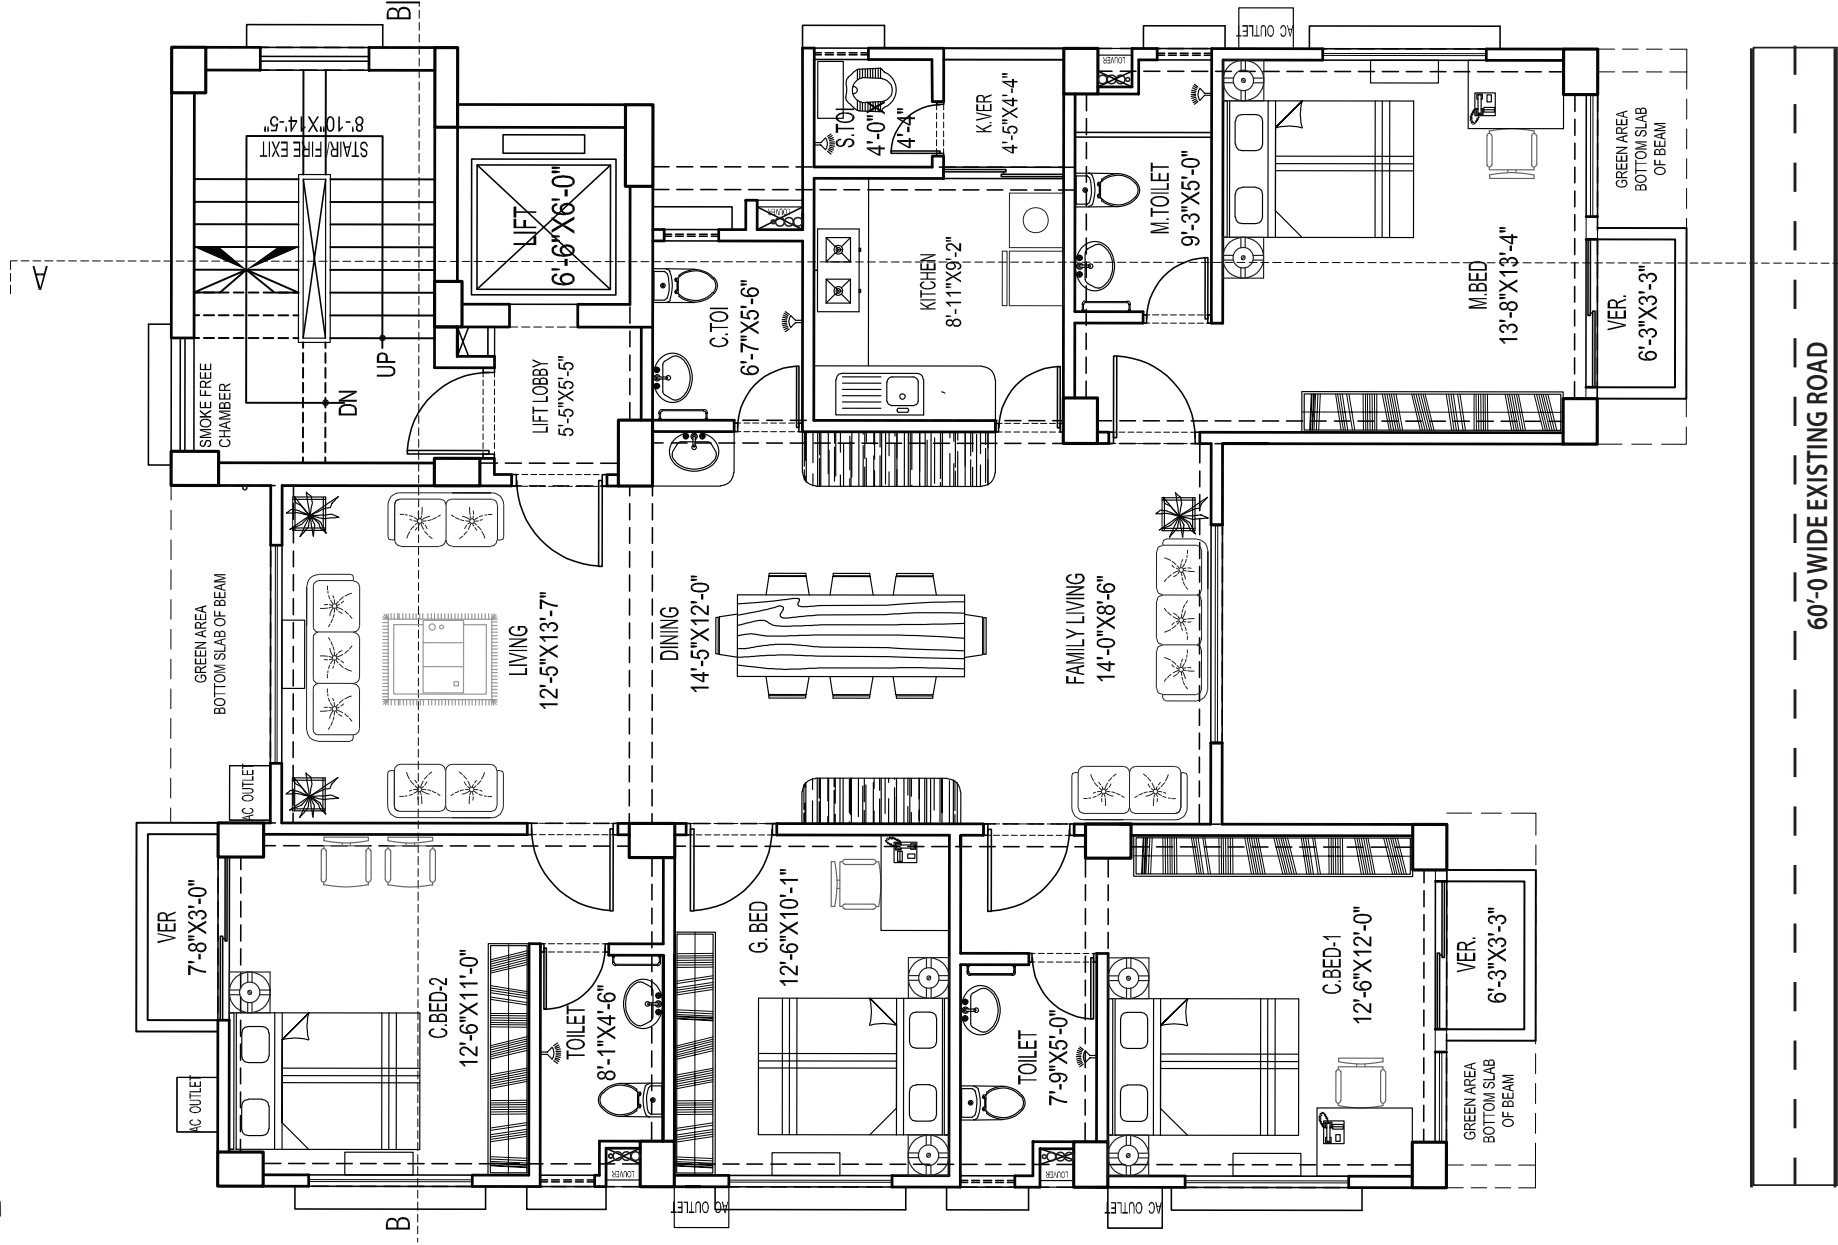 B
AC OUTLET
STAIR/FIRE EXIT
8'-10"X14'-5"
LIFT
6'-6"X6'-0"
S.TOI
4'-0"X
4'-4"
K.VER
4'-5"X4'-4"
LOUVER
M.TOILET
9'-3"X5'-0"
GREEN AREA
BOTTOM SLAB
OF BEAM
A
LOUVER
C.TOI
6'-7"X5'-6"
KITCHEN
8'-11"X9'-2"
M.BED
13'-8"X13'-4"
VER.
6'-3"X3'-3"
SMOKE FREE
CHAMBER
UP
DN
LIFT LOBBY
5'-5"X5'-5"
60'-0 WIDE EXISTING ROAD
GREEN AREA
BOTTOM SLAB OF BEAM
LIVING
12'-5"X13'-7"
DINING
14'-5"X12'-0"
FAMILY LIVING
14'-0"X8'-6"
AC OUTLET
VER
7'-8"X3'-0"
C.BED-2
12'-6"X11'-0"
G. BED
12'-6"X10'-1"
C.BED-1
12'-6"X12'-0"
VER.
6'-3"X3'-3"
TOILET
8'-1"X4'-6"
TOILET
7'-9"X5'-0"
AC OUTLET
GREEN AREA
BOTTOM SLAB
OF BEAM
LOUVER
LOUVER
B
AC OUTLET
AC OUTLET